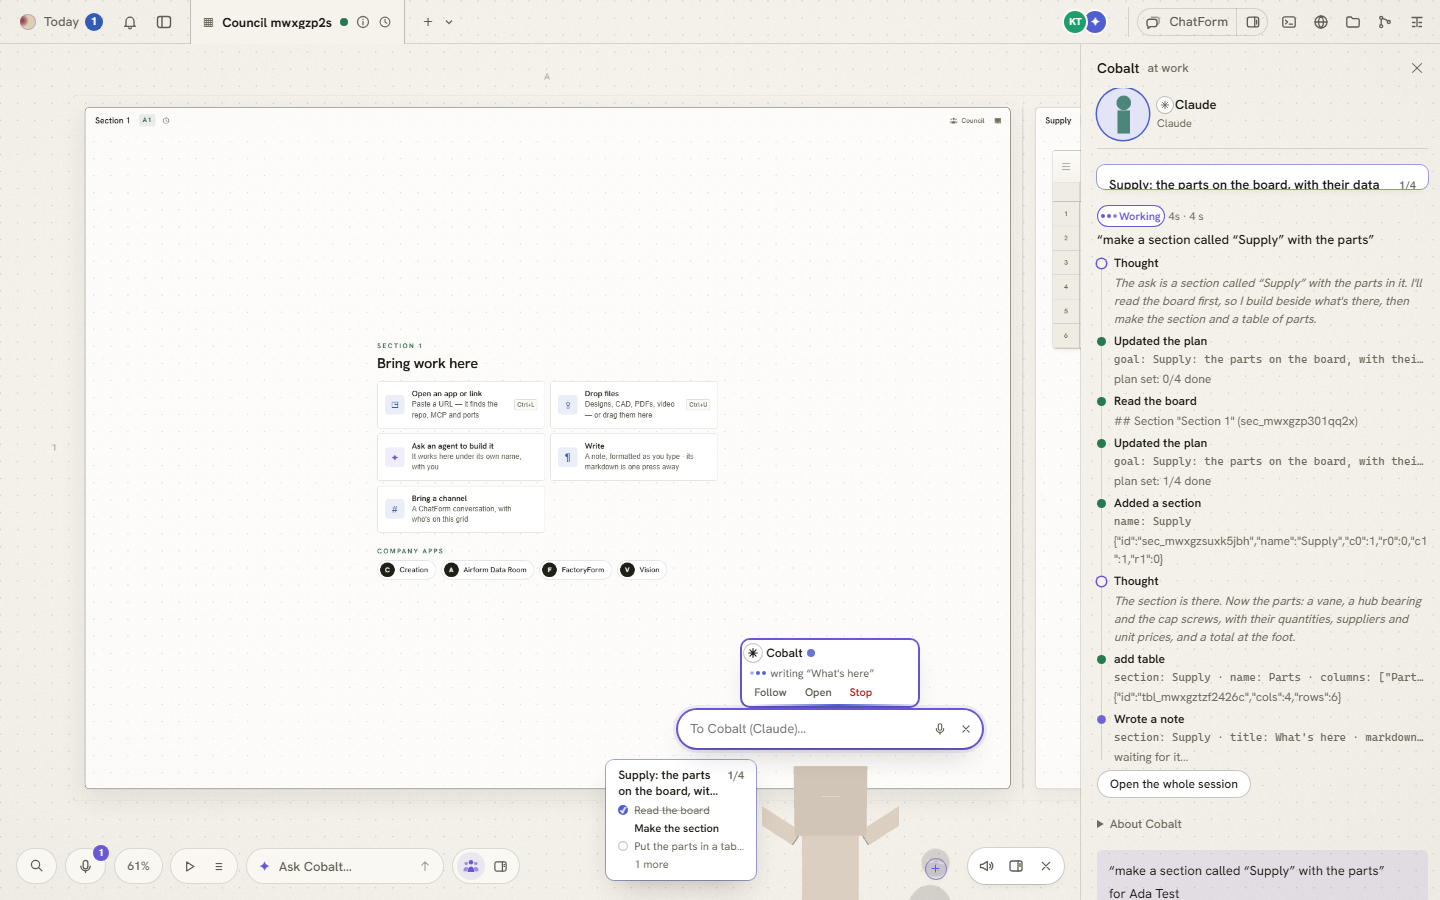 Today 1
Council mwxgzp2s
KT
ChatForm
A
1
Section 1 A1
Council
Supply
1
2
3
4
5
6
SECTION 1
Bring work here
Open an app or link
Paste a URL — it finds the
repo, MCP and ports
Ctrl+L
Drop files
Designs, CAD, PDFs, video
— or drag them here
Ctrl+U
Ask an agent to build it
It works here under its own name,
with you
Write
A note, formatted as you type · its
markdown is one press away
Bring a channel
A ChatForm conversation, with
who's on this grid
COMPANY APPS
C Creation
A Airform Data Room
F FactoryForm
V Vision
Cobalt
writing “What's here”
Follow Open Stop
To Cobalt (Claude)...
Supply: the parts 1/4
on the board, wit...
Read the board
Make the section
Put the parts in a tab...
1 more
1
61%
Ask Cobalt...
Cobalt at work
Claude
Claude
Supply: the parts on the board, with their data 1/4
Working 4s · 4 s
“make a section called “Supply” with the parts”
Thought
The ask is a section called “Supply” with the parts in it. I'll
read the board first, so I build beside what's there, then
make the section and a table of parts.
Updated the plan
goal: Supply: the parts on the board, with thei...
plan set: 0/4 done
Read the board
## Section "Section 1" (sec_mwxgzp301qq2x)
Updated the plan
goal: Supply: the parts on the board, with thei...
plan set: 1/4 done
Added a section
name: Supply
{"id":"sec_mwxgzsuxk5jbh","name":"Supply","c0":1,"r0":0,"c1
":1,"r1":0}
Thought
The section is there. Now the parts: a vane, a hub bearing
and the cap screws, with their quantities, suppliers and
unit prices, and a total at the foot.
add table
section: Supply · name: Parts · columns: ["Part...
{"id":"tbl_mwxgztzf2426c","cols":4,"rows":6}
Wrote a note
section: Supply · title: What's here · markdown...
waiting for it...
Open the whole session
About Cobalt
“make a section called “Supply” with the parts”
for Ada Test